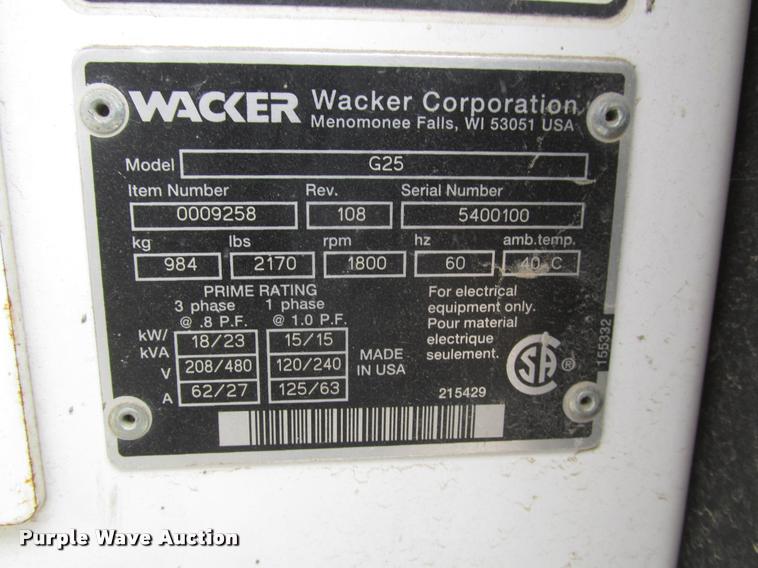 WACKER Wacker Corporation
Menomonee Falls, WI 53051 USA
Model G25
Item Number Rev. Serial Number
0009258 108 5400100
kg lbs rpm hz amb.temp.
984 2170 1800 60 40 C
PRIME RATING
3 phase 1 phase
@ .8 P.F. @ 1.0 P.F.
kW/kVA 18/23 15/15
V 208/480 120/240
A 62/27 125/63
MADE
IN USA
For electrical
equipment only.
Pour material
electrique
seulement.
SA ®
215429
155332
Purple Wave Auction